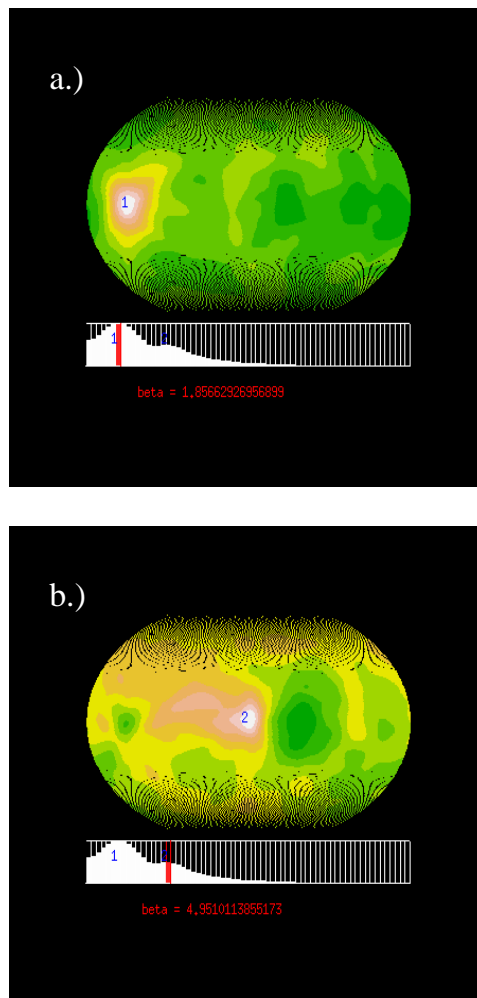 a.)
1
1 2
beta = 1.85662926956899
b.)
2
1 2
beta = 4.9510113855173